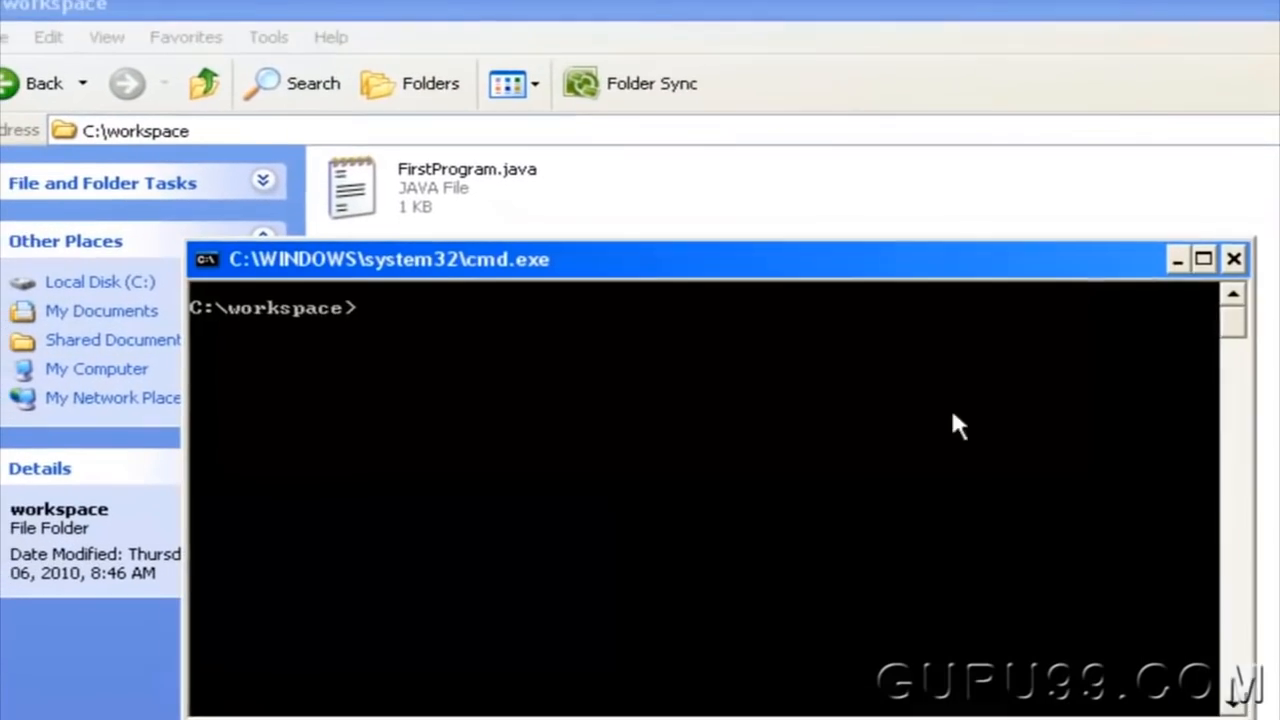 workspace
Edit View Favorites Tools Help
Back Search Folders Folder Sync
dress C:\workspace
File and Folder Tasks
FirstProgram.java
JAVA File
1 KB
Other Places
Local Disk (C:)
My Documents
Shared Document
My Computer
My Network Place
Details
workspace
File Folder
Date Modified: Thursd
06, 2010, 8:46 AM
C:\WINDOWS\system32\cmd.exe
C:\workspace>
GURU99.COM